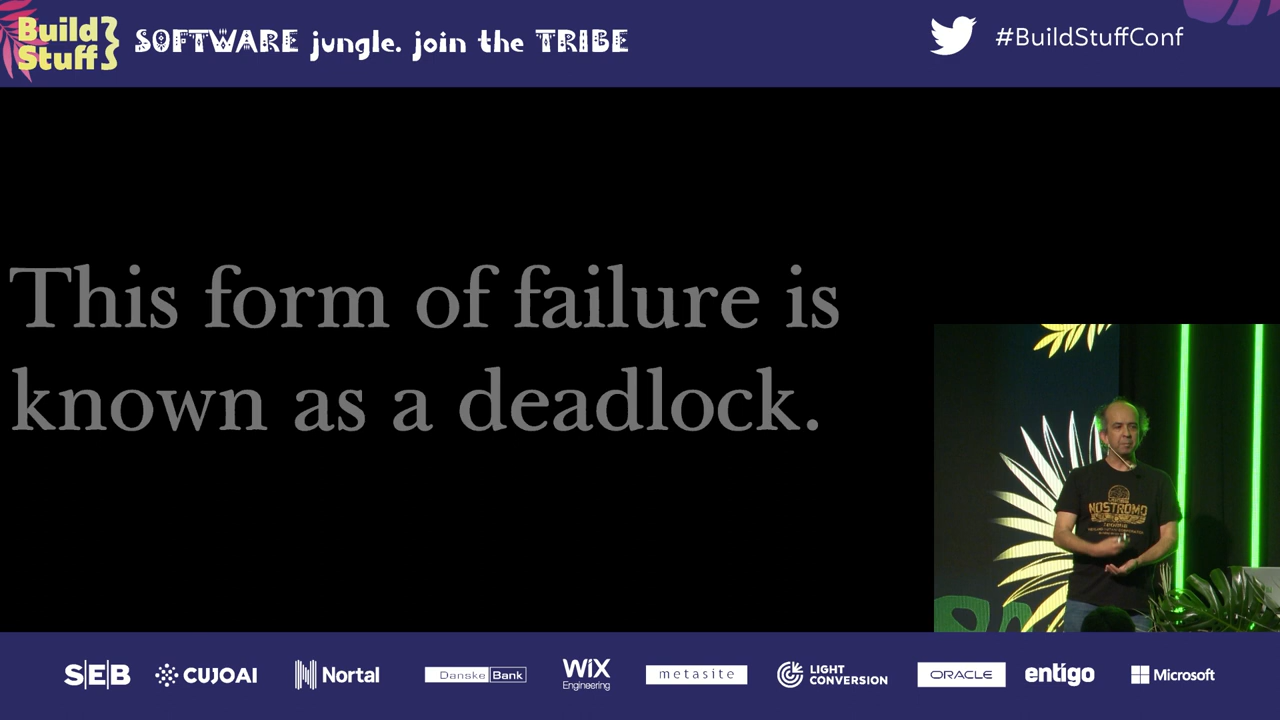 Build
Stuff
SOFTWARE jungle. join the TRIBE
#BuildStuffConf
This form of failure is
known as a deadlock.
NOSTROMO
SEB
CUJOAI
Nortal
Danske Bank
WiX
Engineering
metasite
LIGHT
CONVERSION
ORACLE
entigo
Microsoft